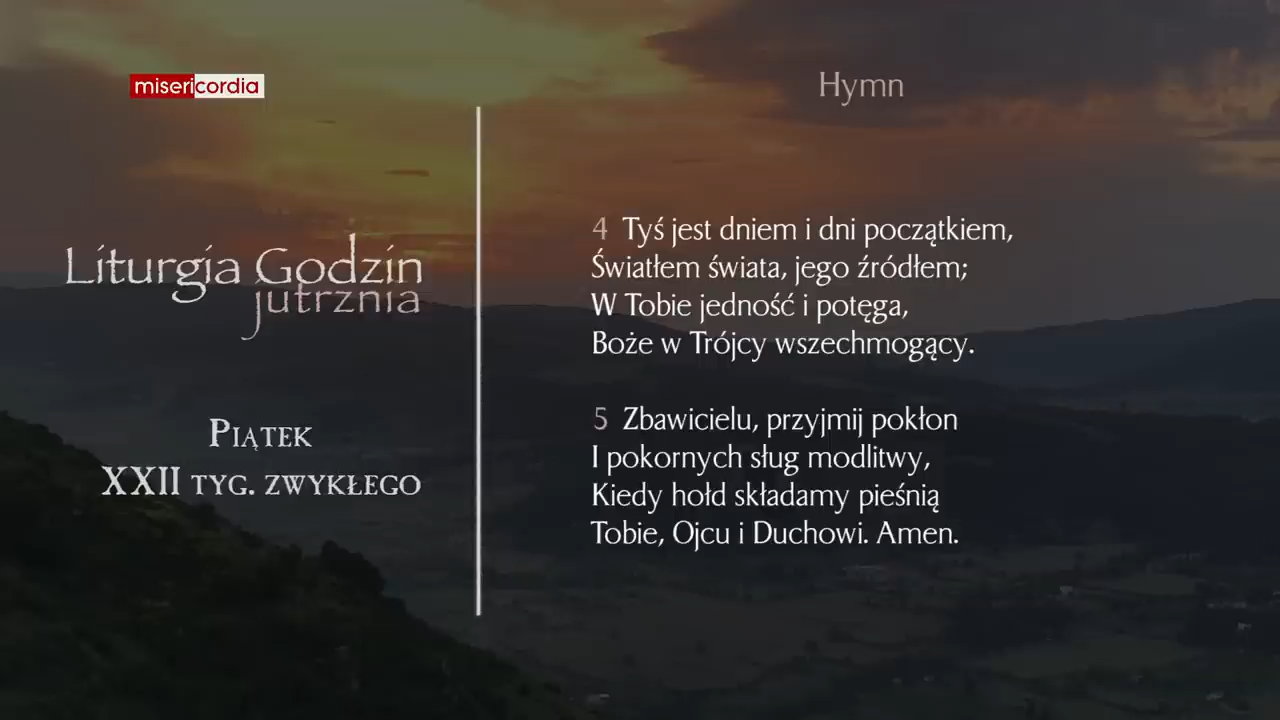 misericordia
Liturgia Godzin
jutrznia
Piątek
XXII tyg. zwykłego
Hymn
4 Tyś jest dniem i dni początkiem,
Światłem świata, jego źródłem;
W Tobie jedność i potęga,
Boże w Trójcy wszechmogący.
5 Zbawicielu, przyjmij pokłon
I pokornych sług modlitwy,
Kiedy hołd składamy pieśnią
Tobie, Ojcu i Duchowi. Amen.